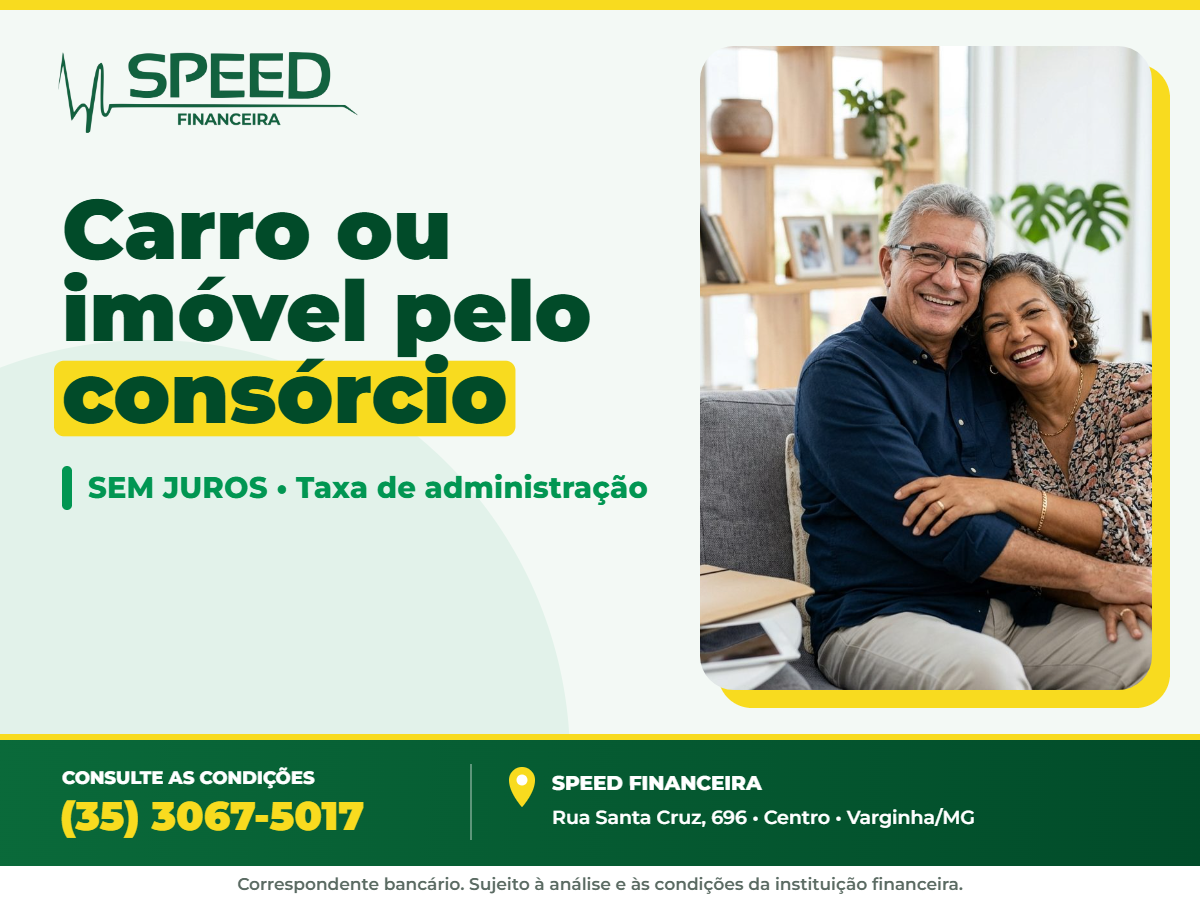 SPEED
FINANCEIRA
Carro ou
imóvel pelo
consórcio
SEM JUROS • Taxa de administração
CONSULTE AS CONDIÇÕES
(35) 3067-5017
SPEED FINANCEIRA
Rua Santa Cruz, 696 • Centro • Varginha/MG
Correspondente bancário. Sujeito à análise e às condições da instituição financeira.